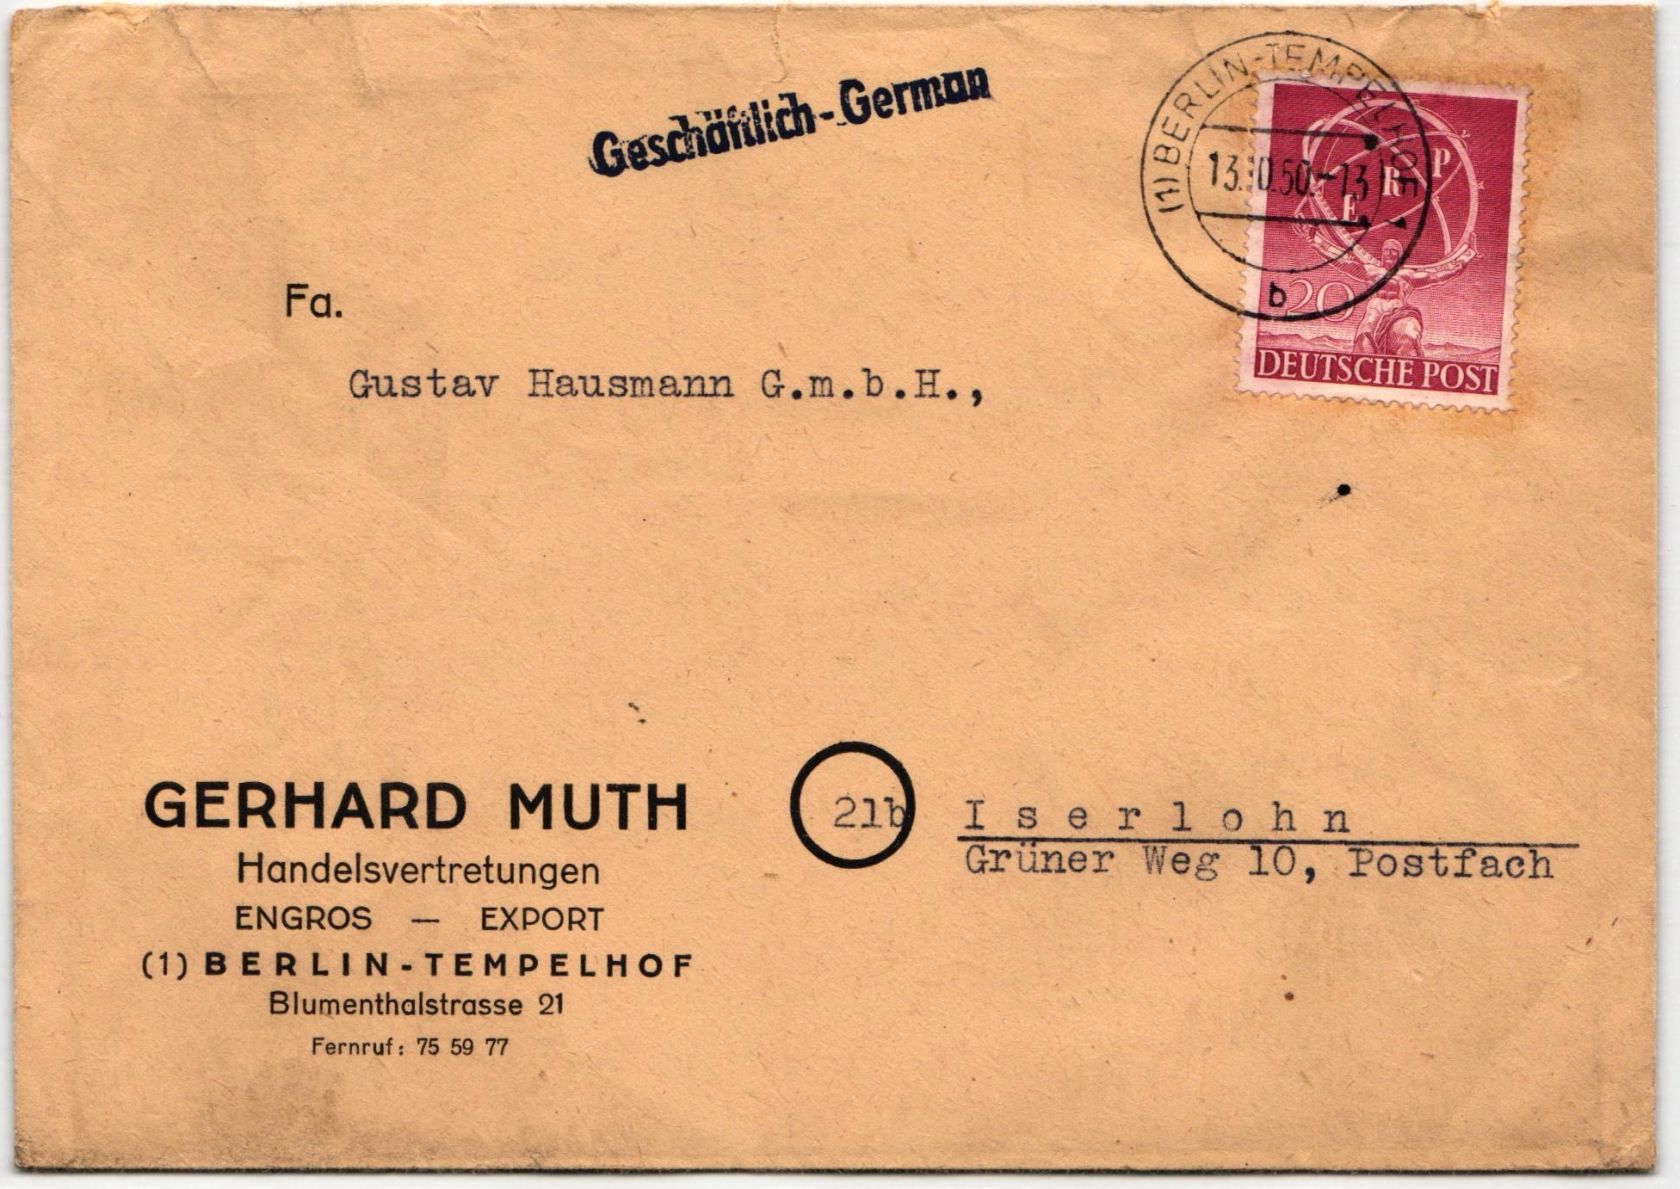 Geschäftlich-German
(1) BERLIN-TEMPELHOF
13.10.50.-13
b
E R P
20
DEUTSCHE POST
Fa.
Gustav Hausmann G.m.b.H.,
21b Iserlohn
Grüner Weg 10, Postfach
GERHARD MUTH
Handelsvertretungen
ENGROS — EXPORT
(1) BERLIN-TEMPELHOF
Blumenthalstrasse 21
Fernruf: 75 59 77